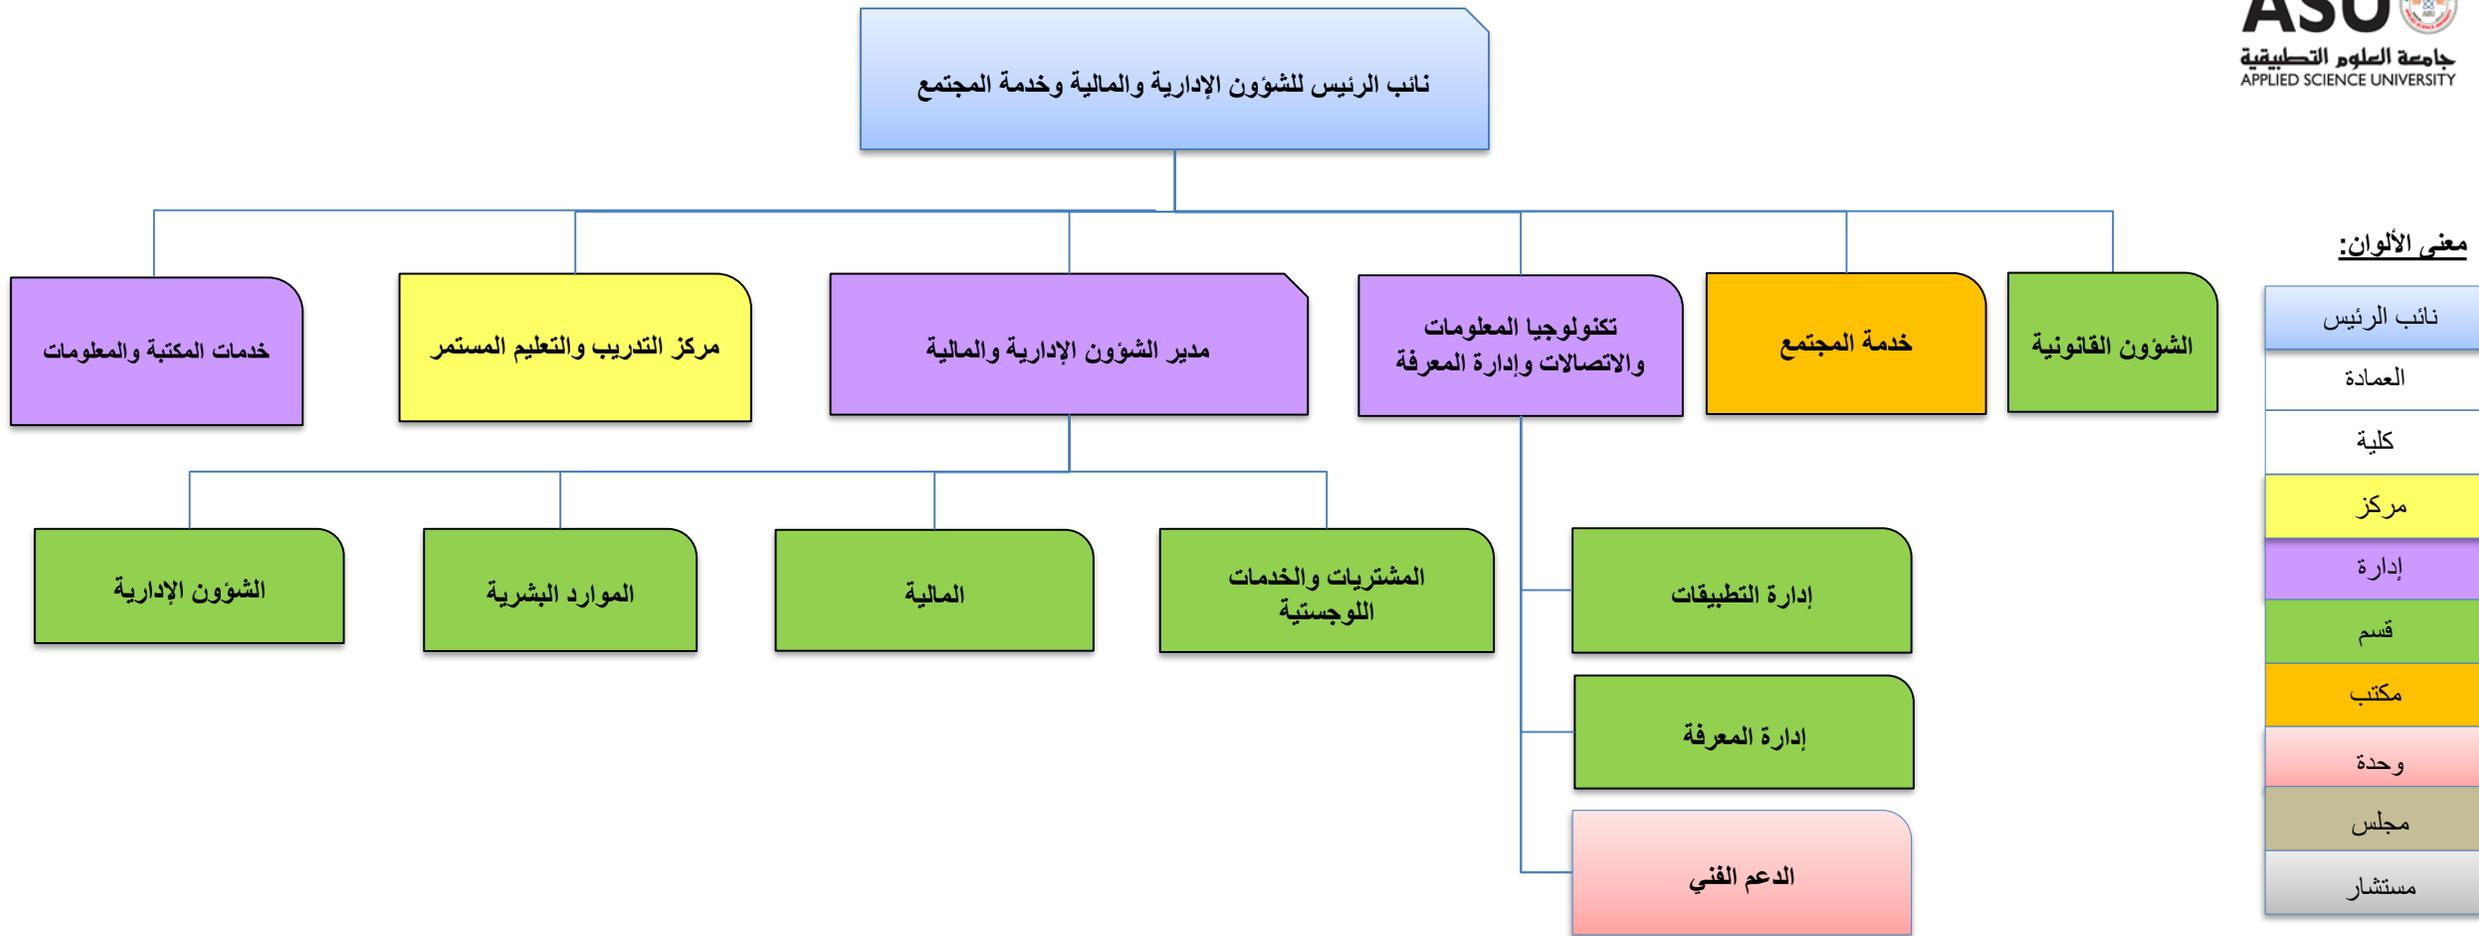 ASU
جامعة العلوم التطبيقية
APPLIED SCIENCE UNIVERSITY
نائب الرئيس للشؤون الإدارية والمالية وخدمة المجتمع
الشؤون القانونية
خدمة المجتمع
تكنولوجيا المعلومات
والاتصالات وإدارة المعرفة
مدير الشؤون الإدارية والمالية
مركز التدريب والتعليم المستمر
خدمات المكتبة والمعلومات
إدارة التطبيقات
إدارة المعرفة
الدعم الفني
المشتريات والخدمات
اللوجستية
المالية
الموارد البشرية
الشؤون الإدارية
معنى الألوان:
نائب الرئيس
العمادة
كلية
مركز
إدارة
قسم
مكتب
وحدة
مجلس
مستشار